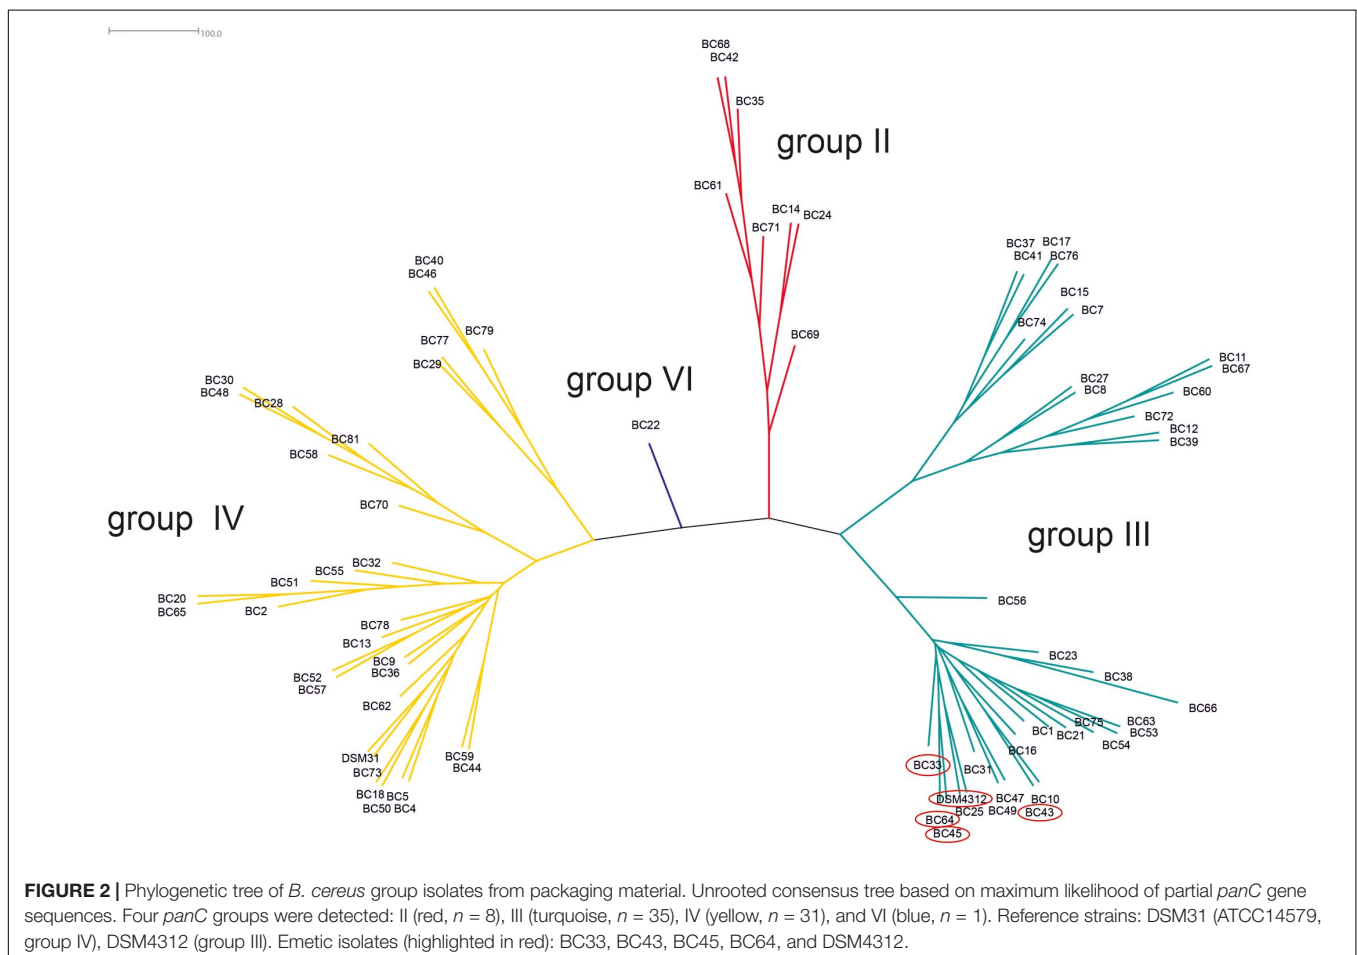 100.0
BC68
BC42
BC35
group II
BC61
BC14
BC24
BC71
BC69
BC37
BC17
BC41
BC76
BC15
BC7
BC74
BC11
BC67
BC27
BC8
BC60
BC72
BC12
BC39
group III
BC40
BC46
BC79
BC77
BC29
group VI
BC22
BC30
BC48
BC28
BC81
BC58
BC70
group IV
BC32
BC55
BC51
BC20
BC65
BC2
BC78
BC13
BC9
BC36
BC52
BC57
BC62
DSM31
BC73
BC18
BC5
BC50
BC4
BC59
BC44
BC56
BC23
BC38
BC66
BC63
BC53
BC75
BC54
BC21
BC1
BC16
BC31
BC33
DSM4312
BC47
BC10
BC25
BC49
BC43
BC64
BC45
FIGURE 2 | Phylogenetic tree of B. cereus group isolates from packaging material. Unrooted consensus tree based on maximum likelihood of partial panC gene
sequences. Four panC groups were detected: II (red, n = 8), III (turquoise, n = 35), IV (yellow, n = 31), and VI (blue, n = 1). Reference strains: DSM31 (ATCC14579,
group IV), DSM4312 (group III). Emetic isolates (highlighted in red): BC33, BC43, BC45, BC64, and DSM4312.